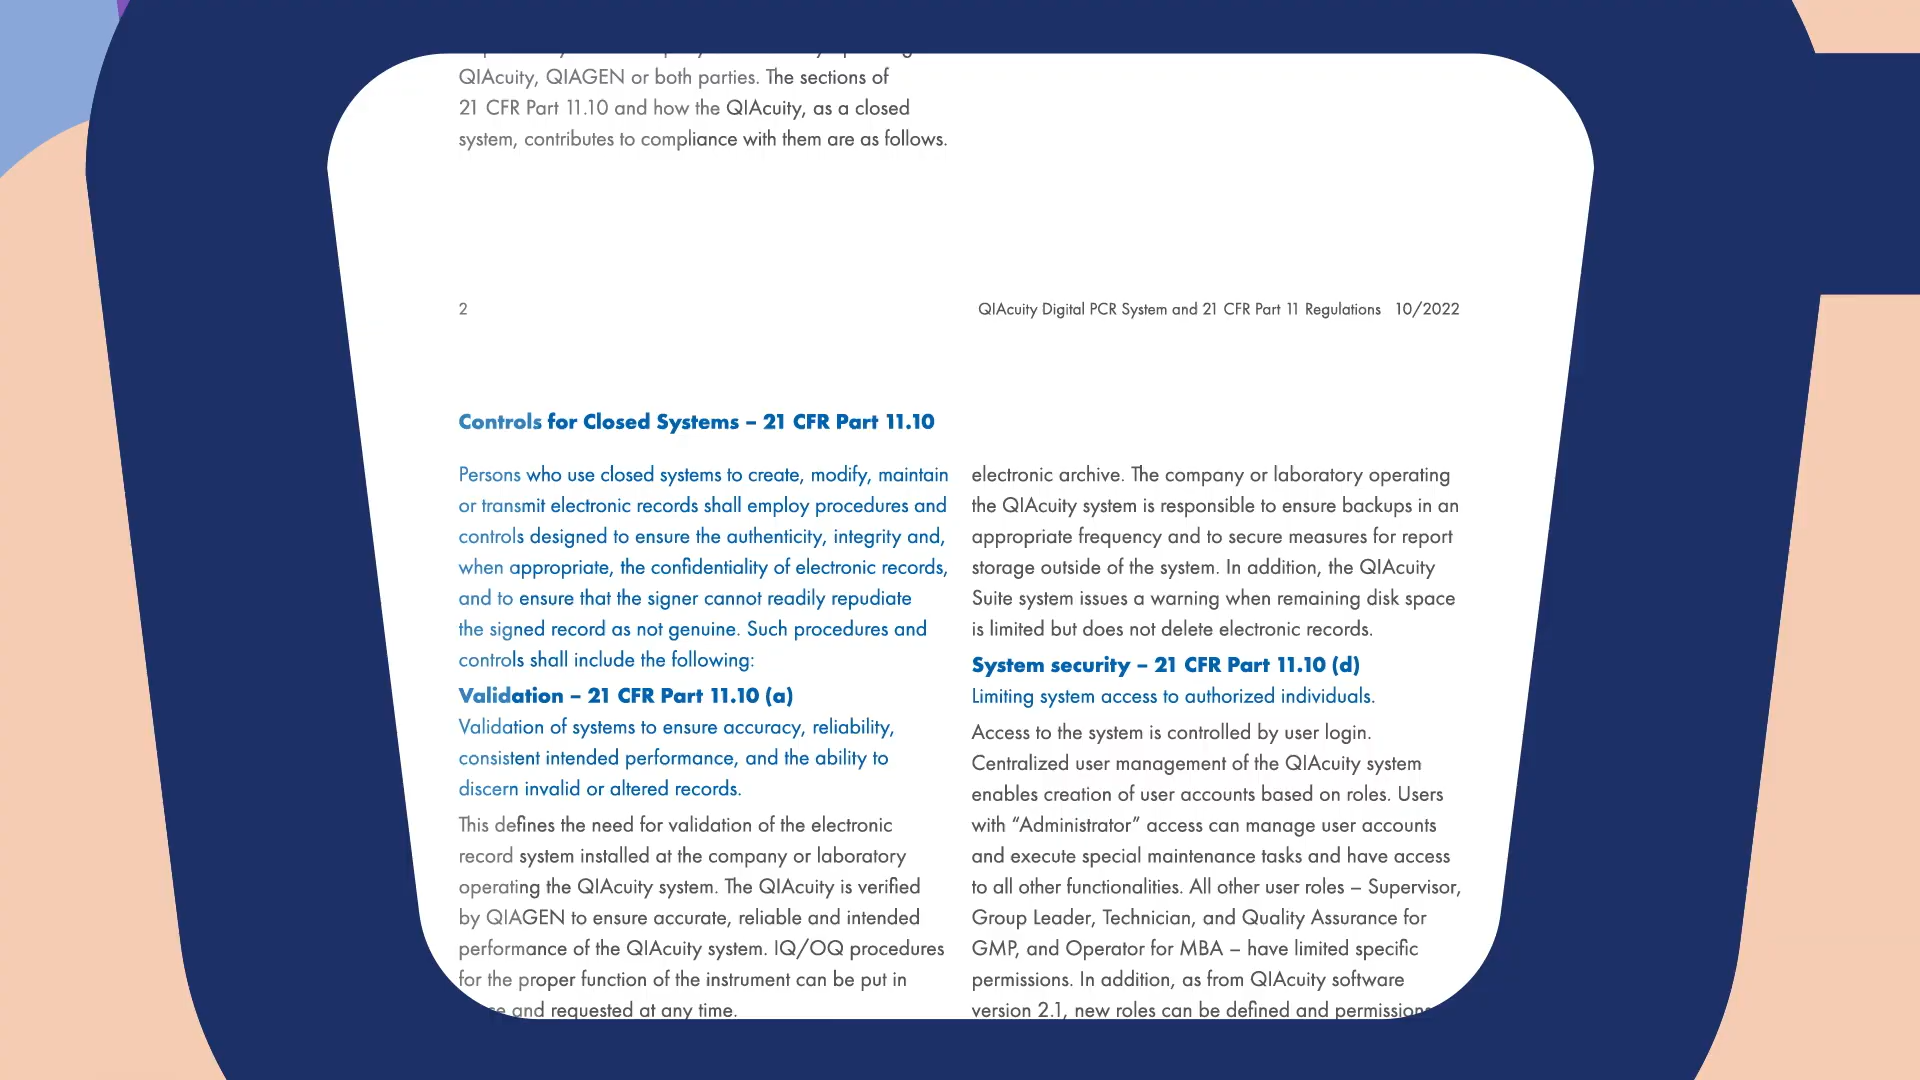 QIAcuity, QIAGEN or both parties. The sections of
21 CFR Part 11.10 and how the QIAcuity, as a closed
system, contributes to compliance with them are as follows.
2
QIAcuity Digital PCR System and 21 CFR Part 11 Regulations 10/2022
Controls for Closed Systems – 21 CFR Part 11.10
Persons who use closed systems to create, modify, maintain
or transmit electronic records shall employ procedures and
controls designed to ensure the authenticity, integrity and,
when appropriate, the confidentiality of electronic records,
and to ensure that the signer cannot readily repudiate
the signed record as not genuine. Such procedures and
controls shall include the following:
Validation – 21 CFR Part 11.10 (a)
Validation of systems to ensure accuracy, reliability,
consistent intended performance, and the ability to
discern invalid or altered records.
This defines the need for validation of the electronic
record system installed at the company or laboratory
operating the QIAcuity system. The QIAcuity is verified
by QIAGEN to ensure accurate, reliable and intended
performance of the QIAcuity system. IQ/OQ procedures
for the proper function of the instrument can be put in
and requested at any time.
electronic archive. The company or laboratory operating
the QIAcuity system is responsible to ensure backups in an
appropriate frequency and to secure measures for report
storage outside of the system. In addition, the QIAcuity
Suite system issues a warning when remaining disk space
is limited but does not delete electronic records.
System security – 21 CFR Part 11.10 (d)
Limiting system access to authorized individuals.
Access to the system is controlled by user login.
Centralized user management of the QIAcuity system
enables creation of user accounts based on roles. Users
with “Administrator” access can manage user accounts
and execute special maintenance tasks and have access
to all other functionalities. All other user roles – Supervisor,
Group Leader, Technician, and Quality Assurance for
GMP, and Operator for MBA – have limited specific
permissions. In addition, as from QIAcuity software
version 2.1, new roles can be defined and